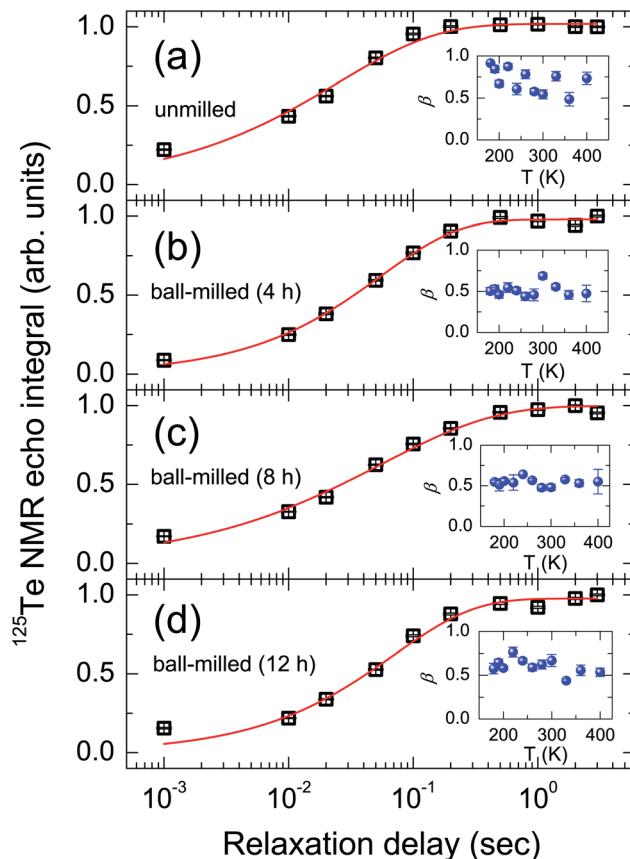 ¹²⁵Te NMR echo integral (arb. units)
1.0
0.5
0.0
(a)
unmilled
1.0
0.5
0.0
β
200 300 400
T (K)
1.0
0.5
0.0
(b)
ball-milled (4 h)
1.0
0.5
0.0
β
200 300 400
T (K)
1.0
0.5
0.0
(c)
ball-milled (8 h)
1.0
0.5
0.0
β
200 300 400
T (K)
1.0
0.5
0.0
(d)
ball-milled (12 h)
1.0
0.5
0.0
β
200 300 400
T (K)
10⁻³ 10⁻² 10⁻¹ 10⁰
Relaxation delay (sec)